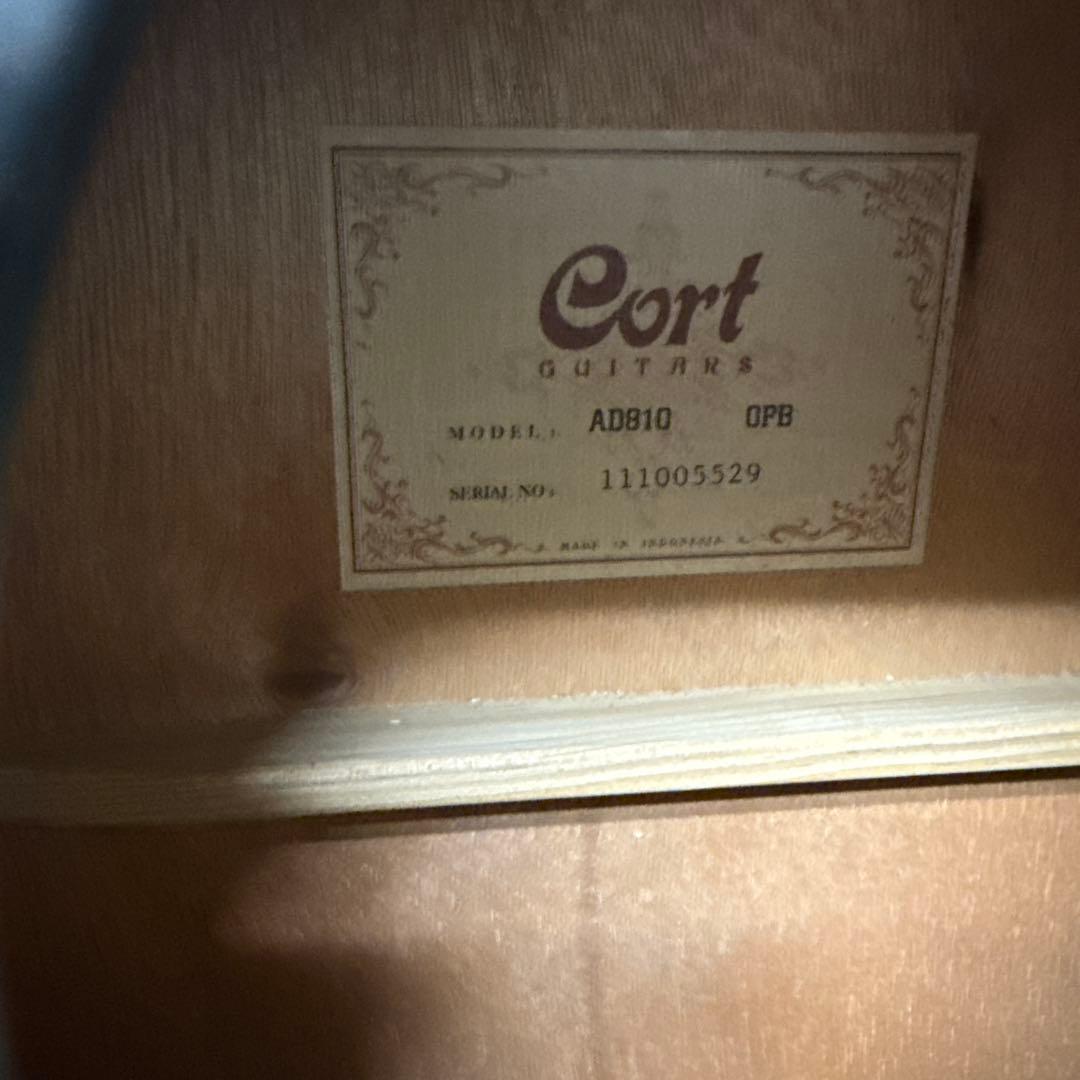 Cort
GUITARS
MODEL: AD810 OPB
SERIAL NO: 111005529
MADE IN INDONESIA